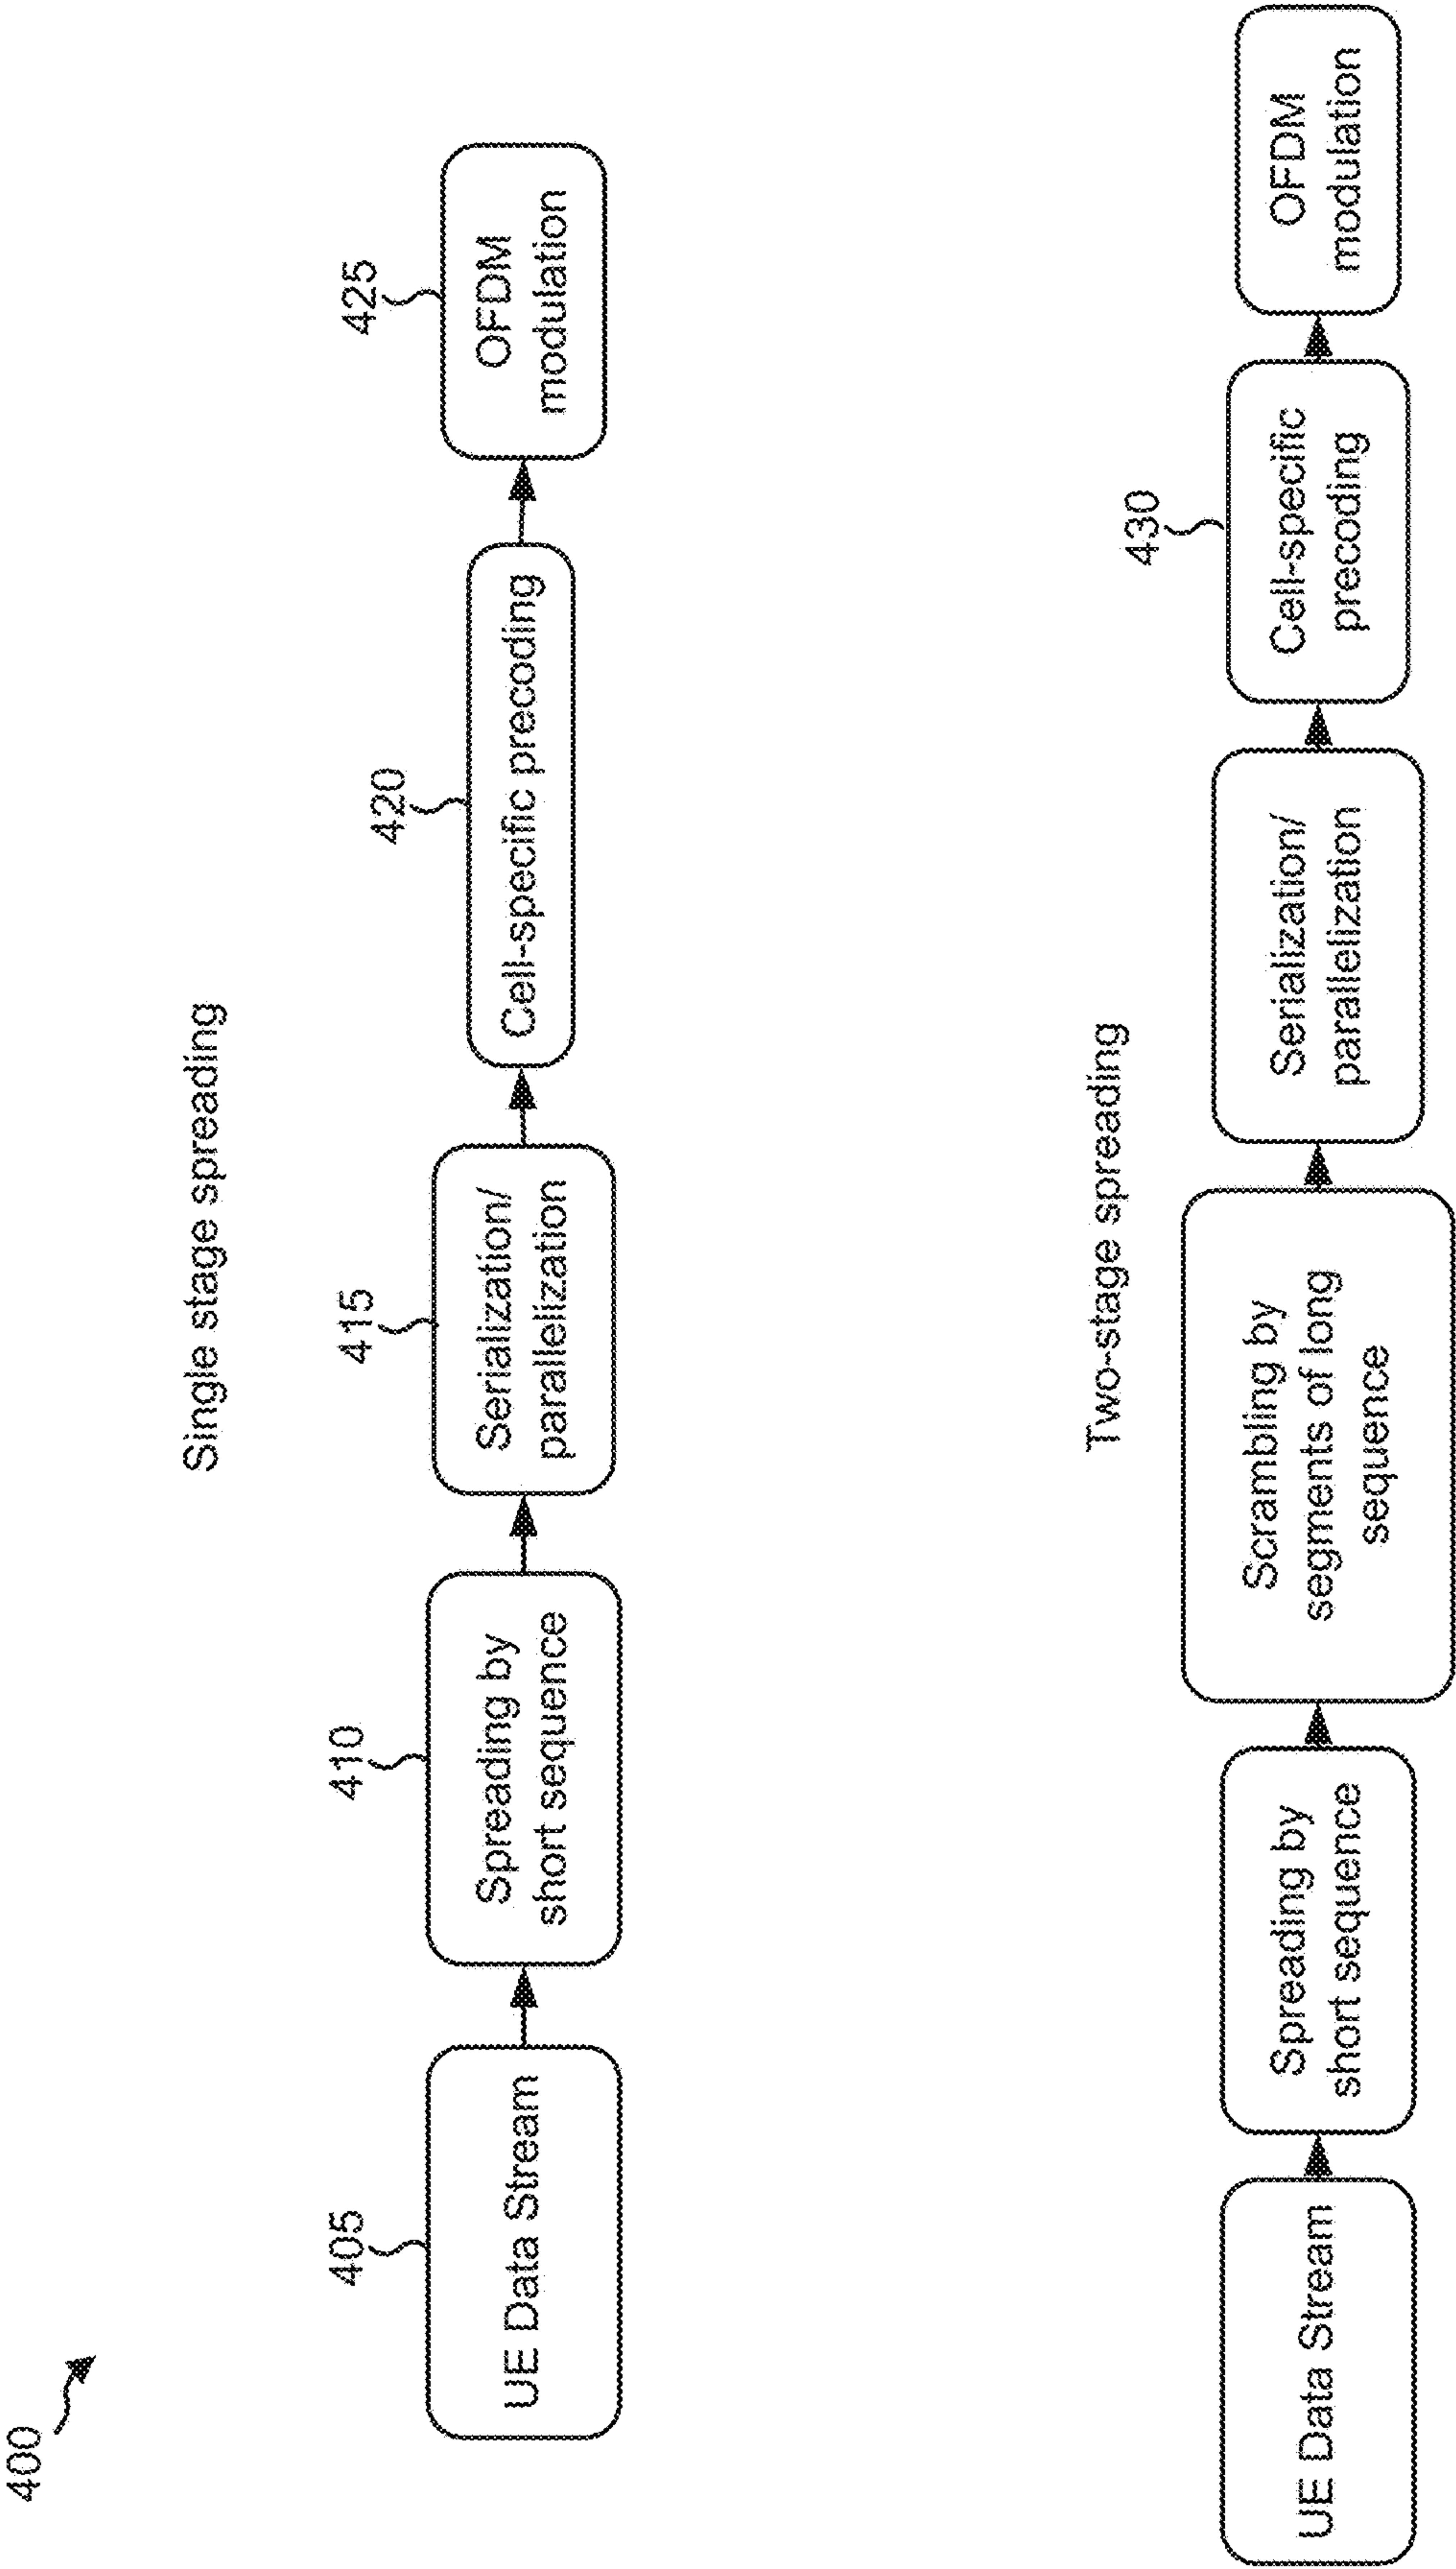 400
Single stage spreading
405
UE Data Stream
410
Spreading by
short sequence
415
Serialization/
parallelization
420
Cell-specific precoding
425
OFDM
modulation
Two-stage spreading
UE Data Stream
Spreading by
short sequence
Scrambling by
segments of long
sequence
Serialization/
parallelization
430
Cell-specific
precoding
OFDM
modulation